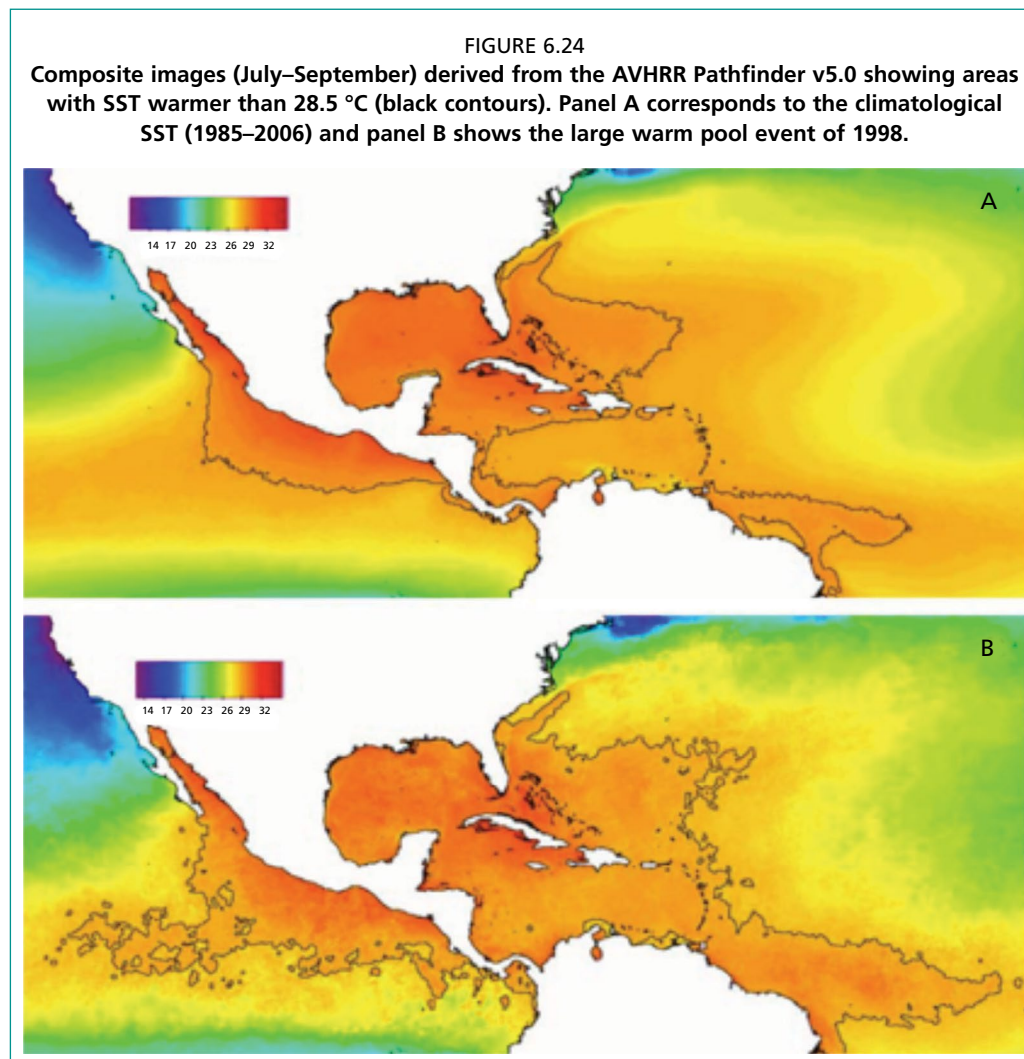 FIGURE 6.24
Composite images (July–September) derived from the AVHRR Pathfinder v5.0 showing areas
with SST warmer than 28.5 °C (black contours). Panel A corresponds to the climatological
SST (1985–2006) and panel B shows the large warm pool event of 1998.
A
14 17 20 23 26 29 32
B
14 17 20 23 26 29 32